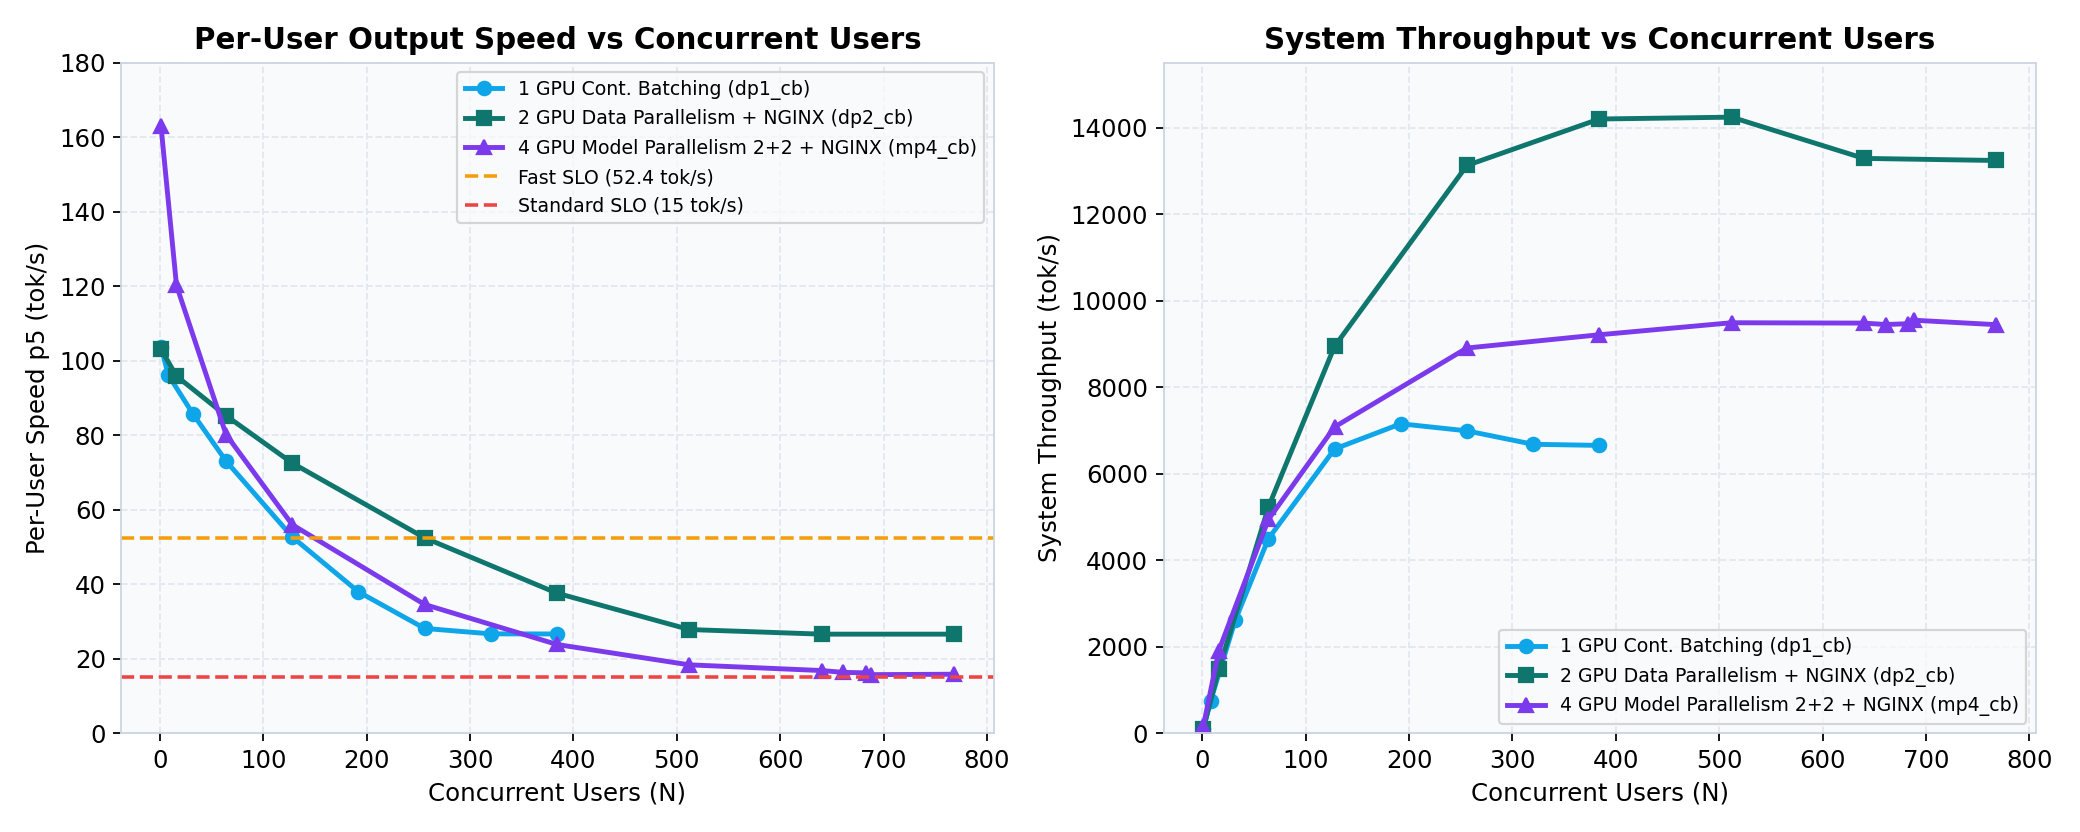 Per-User Output Speed vs Concurrent Users
180
160
140
120
100
80
60
40
20
0
Per-User Speed p5 (tok/s)
1 GPU Cont. Batching (dp1_cb)
2 GPU Data Parallelism + NGINX (dp2_cb)
4 GPU Model Parallelism 2+2 + NGINX (mp4_cb)
Fast SLO (52.4 tok/s)
Standard SLO (15 tok/s)
0 100 200 300 400 500 600 700 800
Concurrent Users (N)
System Throughput vs Concurrent Users
14000
12000
10000
8000
6000
4000
2000
0
System Throughput (tok/s)
1 GPU Cont. Batching (dp1_cb)
2 GPU Data Parallelism + NGINX (dp2_cb)
4 GPU Model Parallelism 2+2 + NGINX (mp4_cb)
0 100 200 300 400 500 600 700 800
Concurrent Users (N)